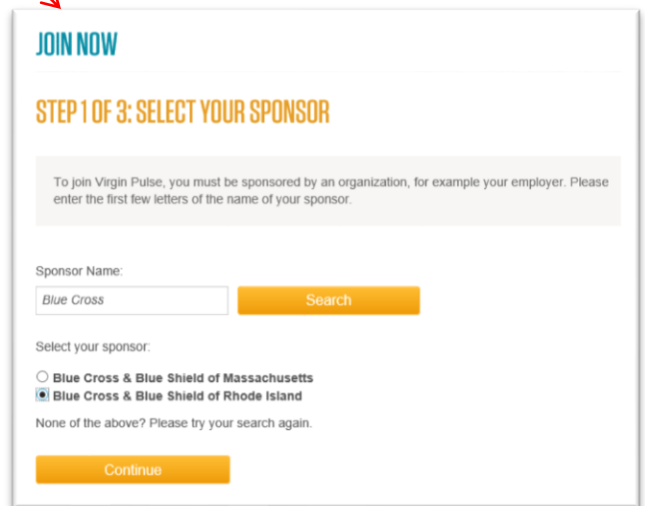 JOIN NOW
STEP 1 OF 3: SELECT YOUR SPONSOR
To join Virgin Pulse, you must be sponsored by an organization, for example your employer. Please
enter the first few letters of the name of your sponsor.
Sponsor Name:
Blue Cross
Search
Select your sponsor:
Blue Cross & Blue Shield of Massachusetts
Blue Cross & Blue Shield of Rhode Island
None of the above? Please try your search again.
Continue